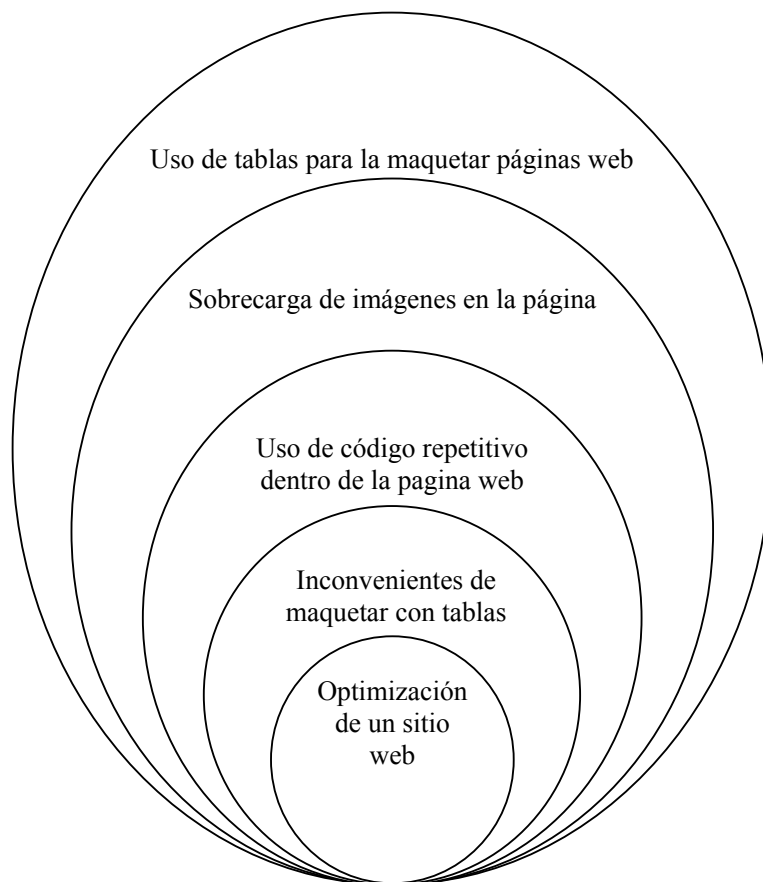 Uso de tablas para la maquetar páginas web
Sobrecarga de imágenes en la página
Uso de código repetitivo
dentro de la pagina web
Inconvenientes de
maquetar con tablas
Optimización
de un sitio
web